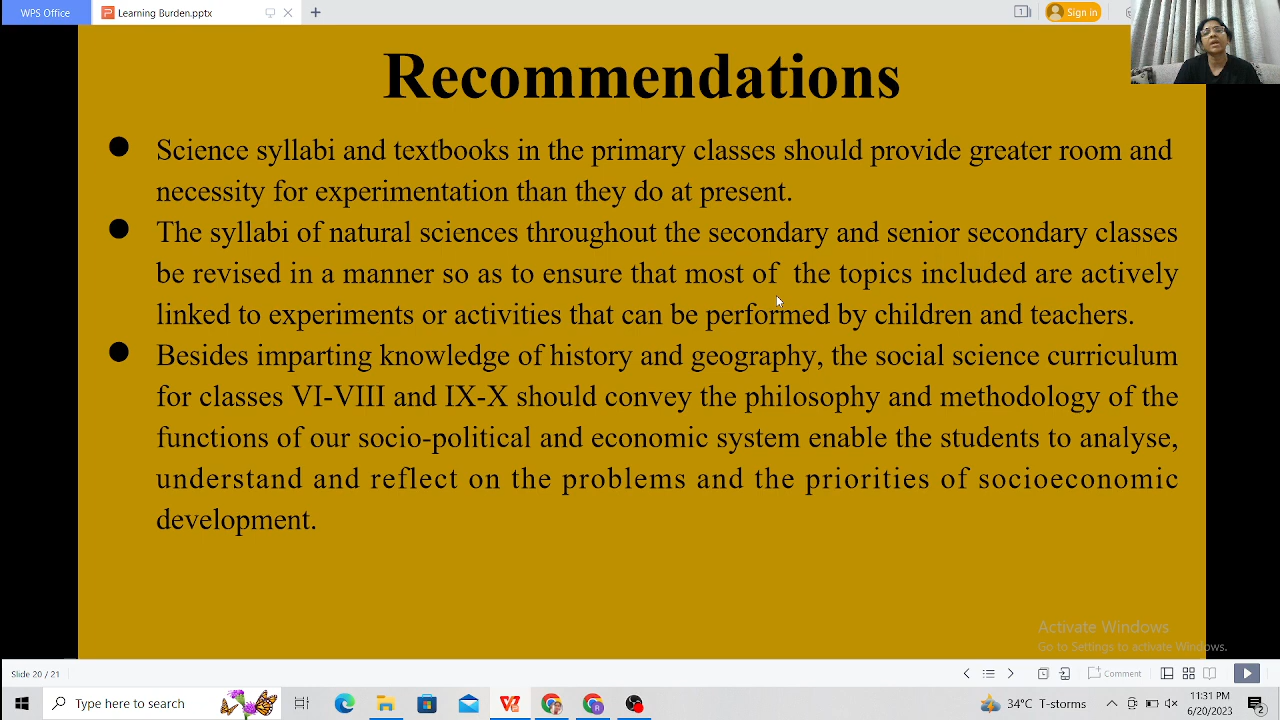 WPS Office
Learning Burden.pptx
1
Sign in
Recommendations
Science syllabi and textbooks in the primary classes should provide greater room and
necessity for experimentation than they do at present.
The syllabi of natural sciences throughout the secondary and senior secondary classes
be revised in a manner so as to ensure that most of the topics included are actively
linked to experiments or activities that can be performed by children and teachers.
Besides imparting knowledge of history and geography, the social science curriculum
for classes VI-VIII and IX-X should convey the philosophy and methodology of the
functions of our socio-political and economic system enable the students to analyse,
understand and reflect on the problems and the priorities of socioeconomic
development.
Activate Windows
Go to Settings to activate Windows.
Slide 20 / 21
Comment
Type here to search
34°C T-storms
11:31 PM
6/20/2023
2